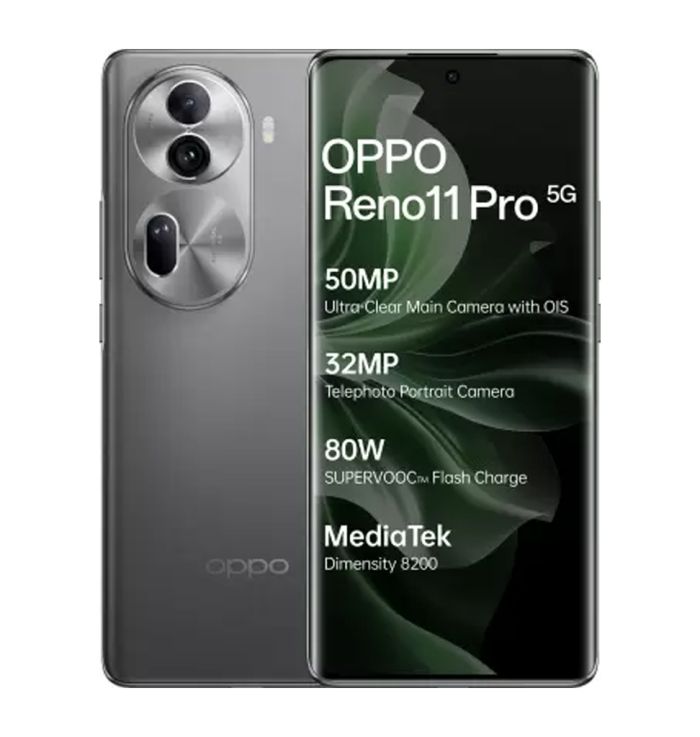 OPPO
Reno11 Pro 5G
50MP
Ultra-Clear Main Camera with OIS
32MP
Telephoto Portrait Camera
80W
SUPERVOOC™ Flash Charge
MediaTek
Dimensity 8200
oppo